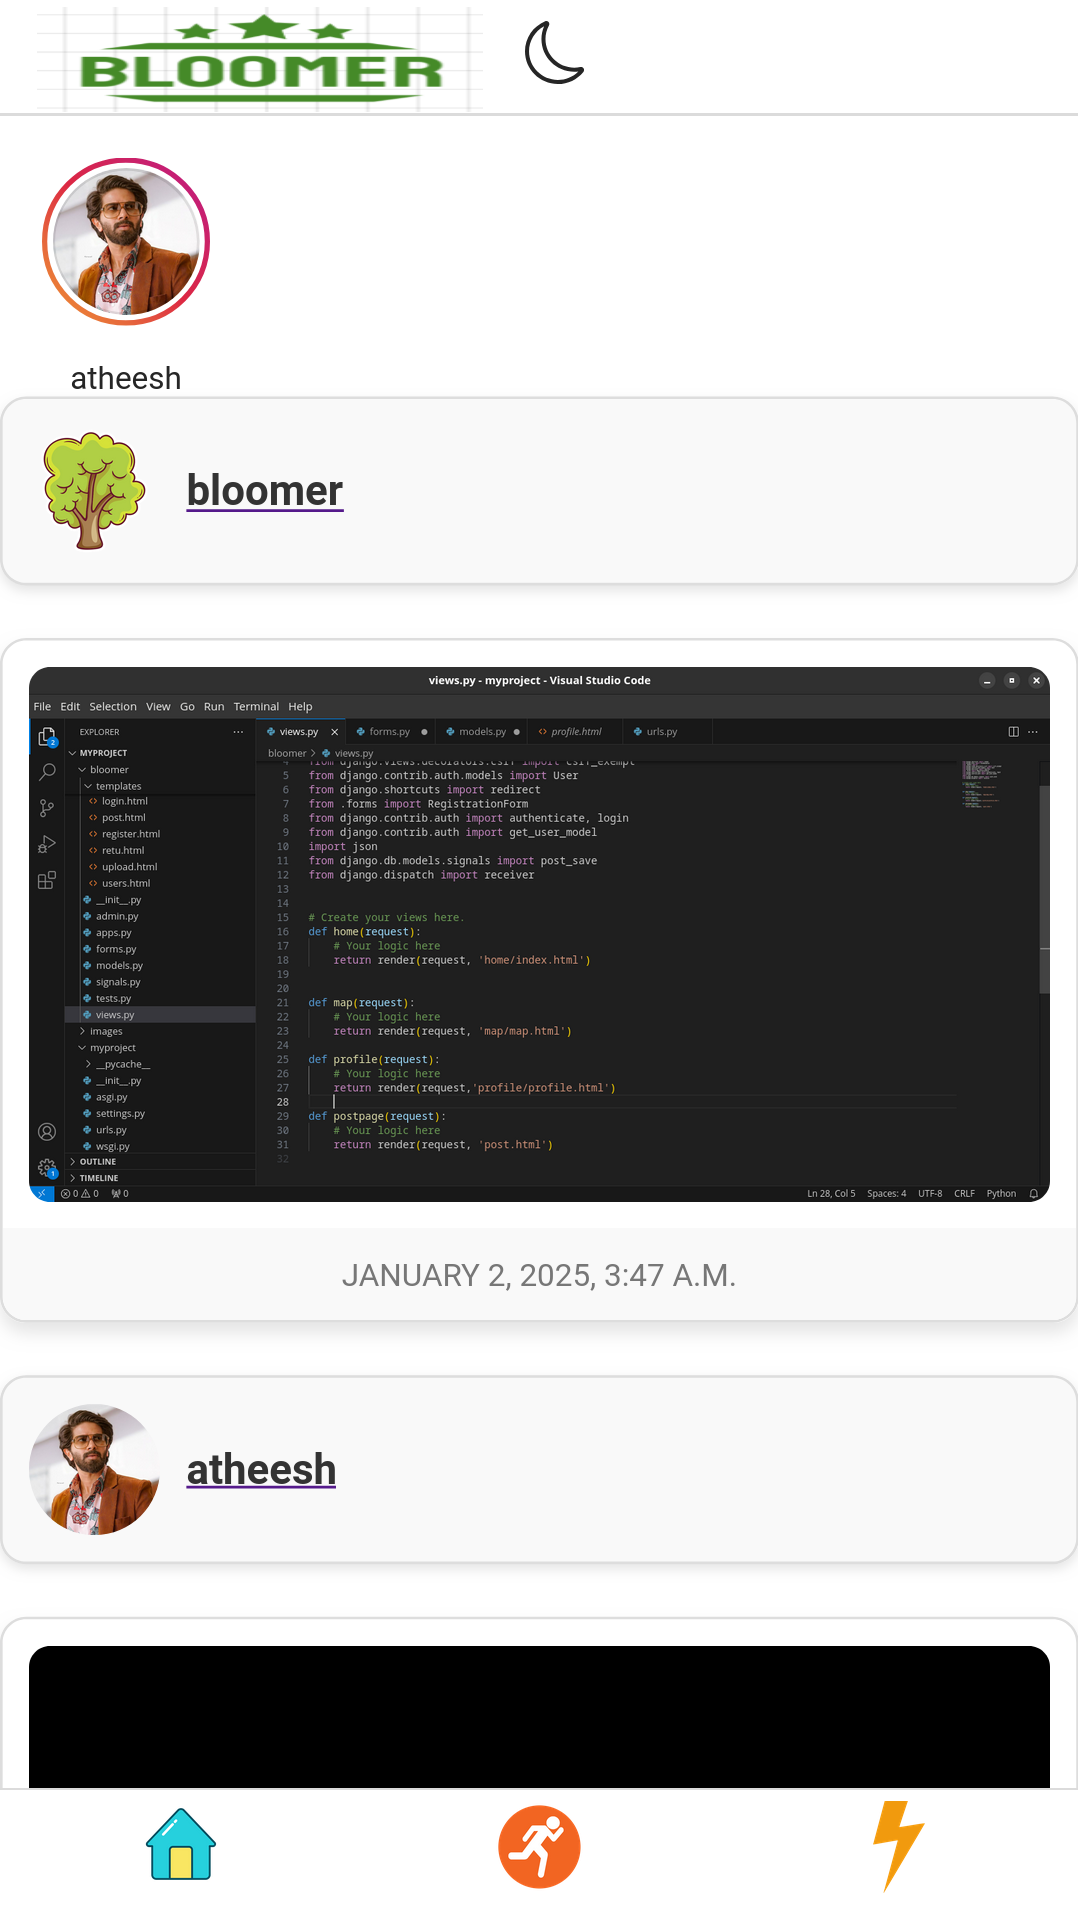 BLOOMER
atheesh
bloomer
views.py - myproject - Visual Studio Code
File Edit Selection View Go Run Terminal Help
EXPLORER
MYPROJECT
bloomer
templates
login.html
post.html
register.html
retu.html
upload.html
users.html
__init__.py
admin.py
apps.py
forms.py
models.py
signals.py
tests.py
views.py
images
myproject
__pycache__
__init__.py
asgi.py
settings.py
urls.py
wsgi.py
OUTLINE
TIMELINE
2
1
views.py forms.py models.py profile.html urls.py
bloomer > views.py
4 from django.views.decorators.csrf import csrf_exempt
5 from django.contrib.auth.models import User
6 from django.shortcuts import redirect
7 from .forms import RegistrationForm
8 from django.contrib.auth import authenticate, login
9 from django.contrib.auth import get_user_model
10 import json
11 from django.db.models.signals import post_save
12 from django.dispatch import receiver
13
14
15 # Create your views here.
16 def home(request):
17 # Your logic here
18 return render(request, 'home/index.html')
19
20
21 def map(request):
22 # Your logic here
23 return render(request, 'map/map.html')
24
25 def profile(request):
26 # Your logic here
27 return render(request,'profile/profile.html')
28
29 def postpage(request):
30 # Your logic here
31 return render(request, 'post.html')
32
0 0 0 Ln 28, Col 5 Spaces: 4 UTF-8 CRLF Python
JANUARY 2, 2025, 3:47 A.M.
atheesh